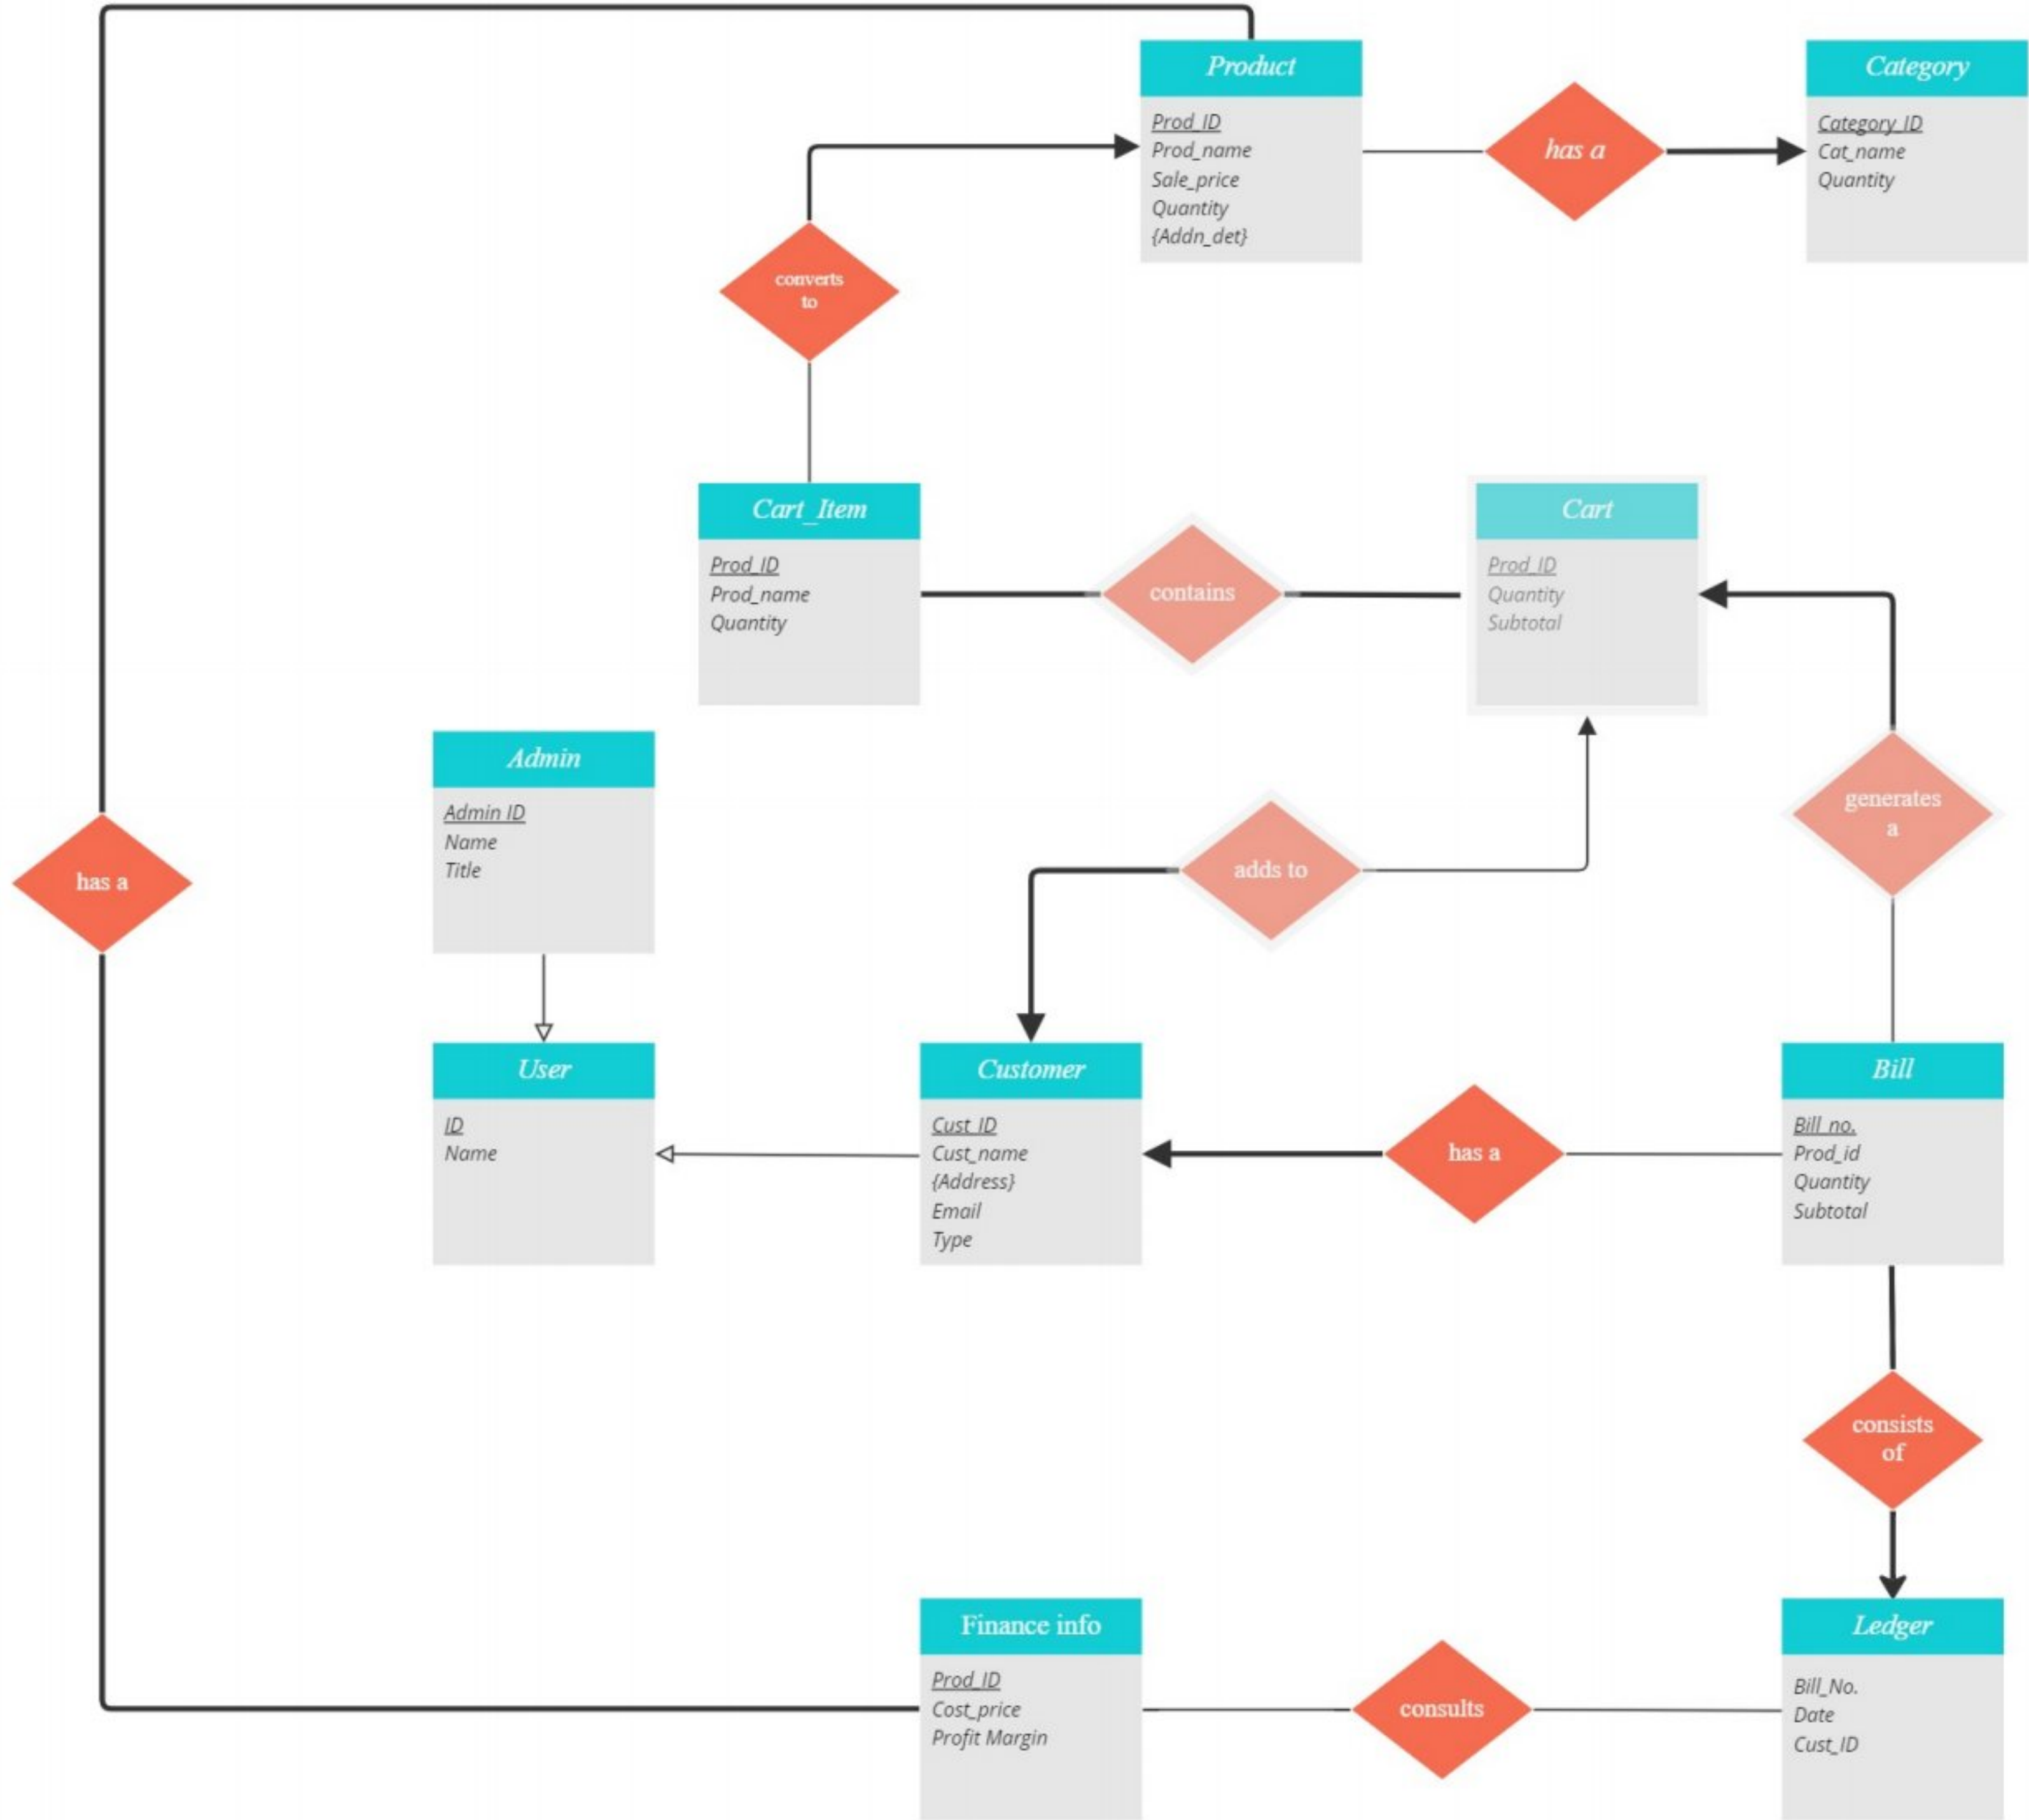 Product
Prod_ID
Prod_name
Sale_price
Quantity
{Addn_det}
has a
Category
Category_ID
Cat_name
Quantity
converts
to
Cart_Item
Prod_ID
Prod_name
Quantity
contains
Cart
Prod_ID
Quantity
Subtotal
Admin
Admin ID
Name
Title
has a
adds to
generates
a
User
ID
Name
Customer
Cust_ID
Cust_name
{Address}
Email
Type
has a
Bill
Bill_no.
Prod_id
Quantity
Subtotal
consists
of
Finance info
Prod_ID
Cost_price
Profit Margin
consults
Ledger
Bill_No.
Date
Cust_ID